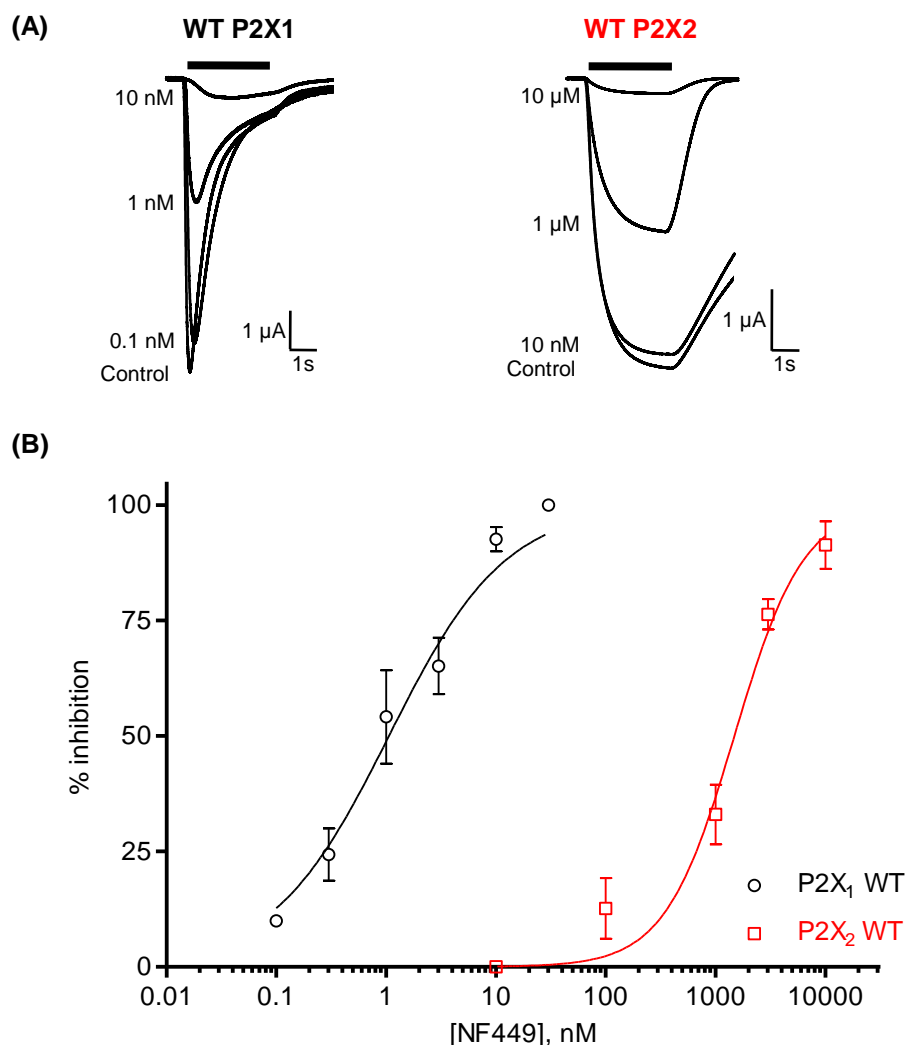 (A)
WT P2X1
WT P2X2
10 nM
1 nM
0.1 nM
Control
1 µA
1s
10 µM
1 µM
10 nM
Control
1 µA
1s
(B)
100
75
50
25
0
% inhibition
0.01 0.1 1 10 100 1000 10000
[NF449], nM
P2X1 WT
P2X2 WT